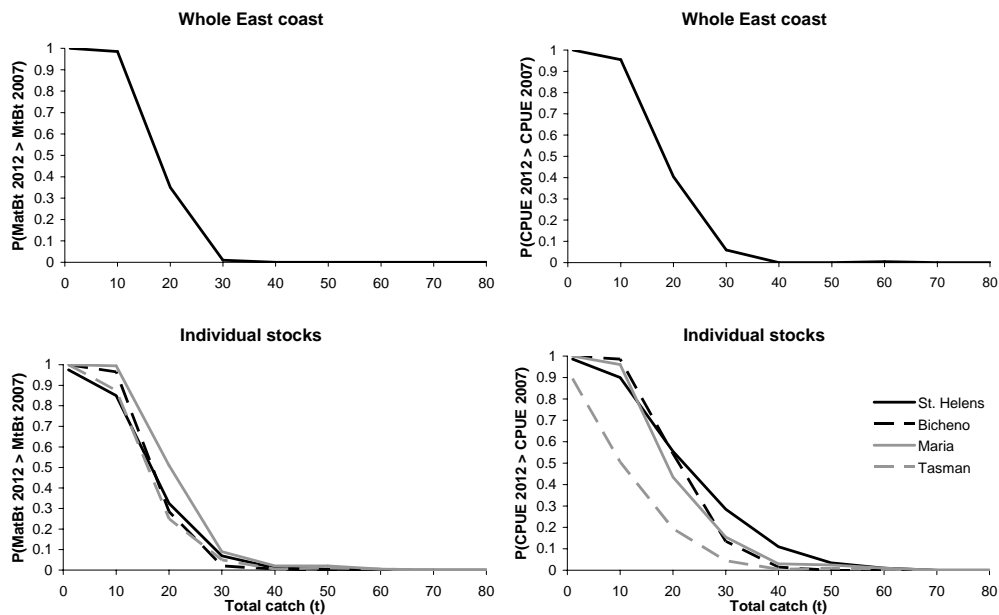 Whole East coast
P(MatBt 2012 > MtBt 2007)
1
0.9
0.8
0.7
0.6
0.5
0.4
0.3
0.2
0.1
0
0 10 20 30 40 50 60 70 80
Whole East coast
P(CPUE 2012 > CPUE 2007)
1
0.9
0.8
0.7
0.6
0.5
0.4
0.3
0.2
0.1
0
0 10 20 30 40 50 60 70 80
Individual stocks
P(MatBt 2012 > MtBt 2007)
1
0.9
0.8
0.7
0.6
0.5
0.4
0.3
0.2
0.1
0
0 10 20 30 40 50 60 70 80
Total catch (t)
Individual stocks
P(CPUE 2012 > CPUE 2007)
1
0.9
0.8
0.7
0.6
0.5
0.4
0.3
0.2
0.1
0
0 10 20 30 40 50 60 70 80
Total catch (t)
St. Helens
Bicheno
Maria
Tasman